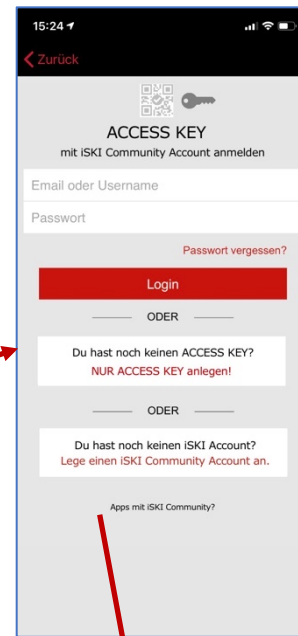 15:24
Zurück
ACCESS KEY
mit iSKI Community Account anmelden
Email oder Username
Passwort
Passwort vergessen?
Login
ODER
Du hast noch keinen ACCESS KEY?
NUR ACCESS KEY anlegen!
ODER
Du hast noch keinen iSKI Account?
Lege einen iSKI Community Account an.
Apps mit iSKI Community?